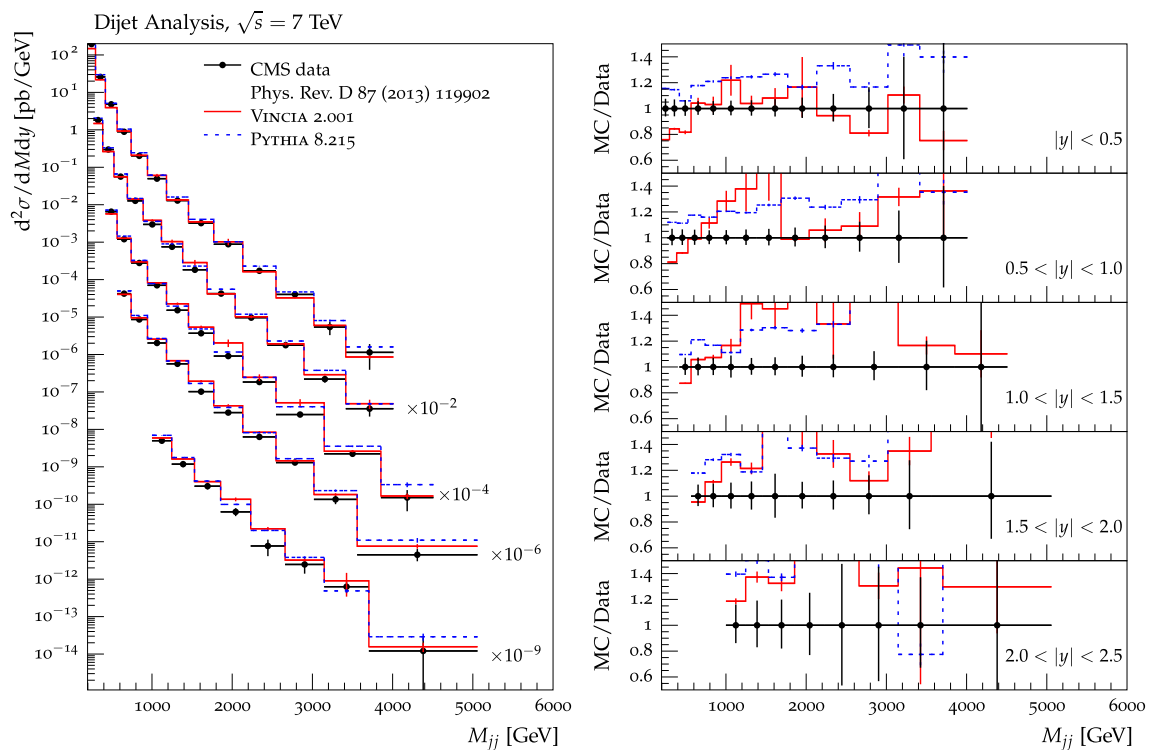 Dijet Analysis, √s = 7 TeV
d²σ/dMdy [pb/GeV]
10²
10
1
10⁻¹
10⁻²
10⁻³
10⁻⁴
10⁻⁵
10⁻⁶
10⁻⁷
10⁻⁸
10⁻⁹
10⁻¹⁰
10⁻¹¹
10⁻¹²
10⁻¹³
10⁻¹⁴
CMS data
Phys. Rev. D 87 (2013) 119902
Vincia 2.001
Pythia 8.215
×10⁻²
×10⁻⁴
×10⁻⁶
×10⁻⁹
1000 2000 3000 4000 5000 6000
M_jj [GeV]
MC/Data
1.4
1.2
1
0.8
0.6
|y| < 0.5
MC/Data
1.4
1.2
1
0.8
0.6
0.5 < |y| < 1.0
MC/Data
1.4
1.2
1
0.8
0.6
1.0 < |y| < 1.5
MC/Data
1.4
1.2
1
0.8
0.6
1.5 < |y| < 2.0
MC/Data
1.4
1.2
1
0.8
0.6
2.0 < |y| < 2.5
1000 2000 3000 4000 5000 6000
M_jj [GeV]